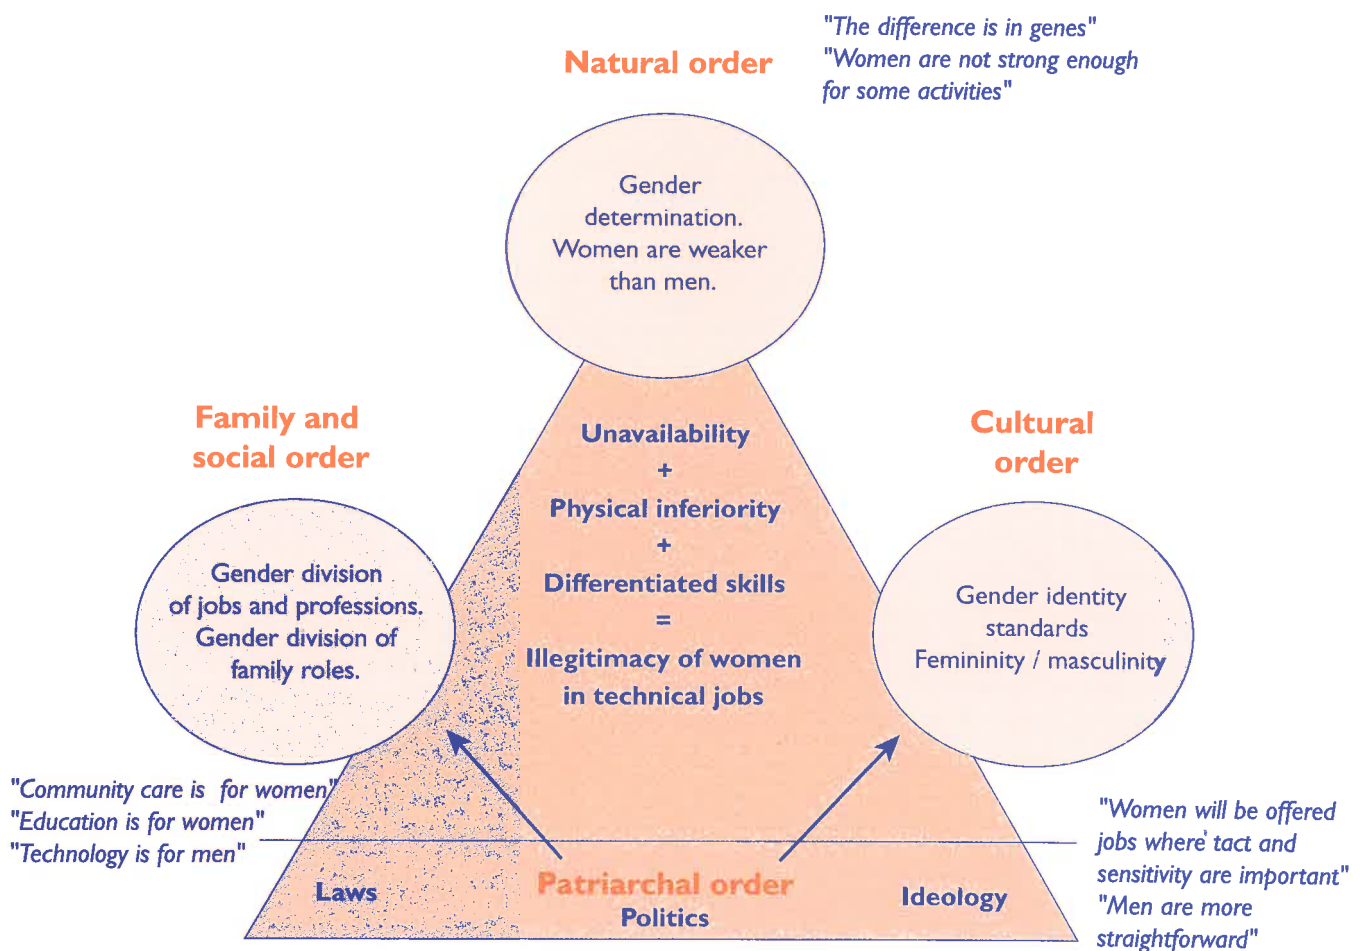 "The difference is in genes"
"Women are not strong enough
for some activities"
Natural order
Gender
determination.
Women are weaker
than men.
Family and
social order
Cultural
order
Unavailability
+
Physical inferiority
+
Differentiated skills
=
Illegitimacy of women
in technical jobs
Gender division
of jobs and professions.
Gender division of
family roles.
Gender identity
standards
Femininity / masculinity
"Community care is for women"
"Education is for women"
"Technology is for men"
"Women will be offered
jobs where tact and
sensitivity are important"
"Men are more
straightforward"
Laws
Patriarchal order
Politics
Ideology